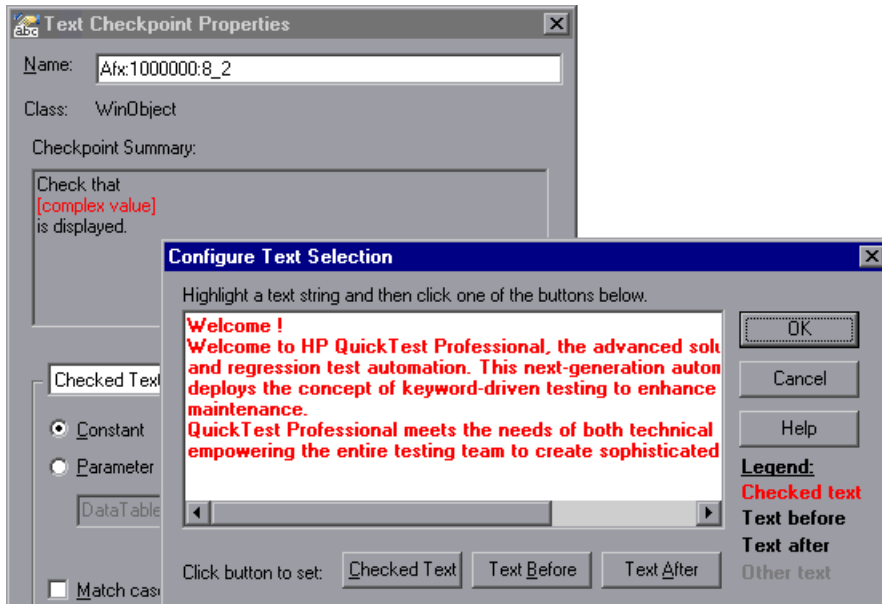 Text Checkpoint Properties
Name: Afx:1000000:8_2
Class: WinObject
Checkpoint Summary:
Check that
[complex value]
is displayed.
Configure Text Selection
Highlight a text string and then click one of the buttons below.
Welcome !
Welcome to HP QuickTest Professional, the advanced solu
and regression test automation. This next-generation autom
deploys the concept of keyword-driven testing to enhance
maintenance.
QuickTest Professional meets the needs of both technical
empowering the entire testing team to create sophisticated
OK
Cancel
Help
Legend:
Checked text
Text before
Text after
Other text
Checked Text
Constant
Parameter
DataTable
Match case
Click button to set: Checked Text Text Before Text After